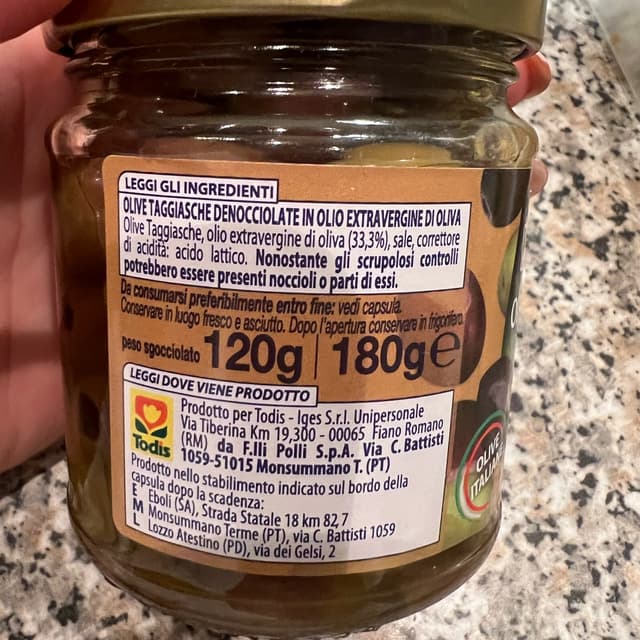 LEGGI GLI INGREDIENTI
OLIVE TAGGIASCHE DENOCCIOLATE IN OLIO EXTRAVERGINE DI OLIVA
Olive Taggiasche, olio extravergine di oliva (33,3%), sale, correttore
di acidità: acido lattico. Nonostante gli scrupolosi controlli
potrebbero essere presenti noccioli o parti di essi.
Da consumarsi preferibilmente entro fine: vedi capsula.
Conservare in luogo fresco e asciutto. Dopo l'apertura conservare in frigorifero.
peso sgocciolato 120g | 180g e
LEGGI DOVE VIENE PRODOTTO
Todis
Prodotto per Todis - Iges S.r.l. Unipersonale
Via Tiberina Km 19,300 - 00065 Fiano Romano
(RM) da F.lli Polli S.p.A. Via C. Battisti
1059-51015 Monsummano T. (PT)
Prodotto nello stabilimento indicato sul bordo della
capsula dopo la scadenza:
E Eboli (SA), Strada Statale 18 km 82,7
M Monsummano Terme (PT), via C. Battisti 1059
L Lozzo Atestino (PD), via dei Gelsi, 2
OLIVE